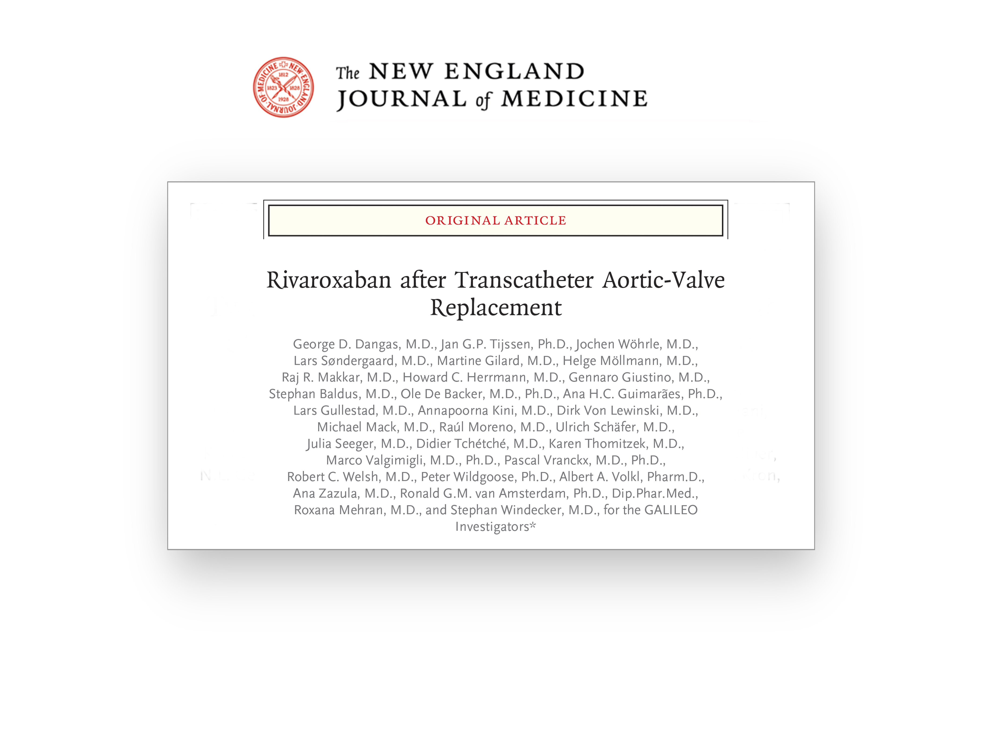 NEW ENGLAND JOURNAL OF MEDICINE
1812
1823 1828
1928
The NEW ENGLAND
JOURNAL of MEDICINE
ORIGINAL ARTICLE
Rivaroxaban after Transcatheter Aortic-Valve
Replacement
George D. Dangas, M.D., Jan G.P. Tijssen, Ph.D., Jochen Wöhrle, M.D.,
Lars Søndergaard, M.D., Martine Gilard, M.D., Helge Möllmann, M.D.,
Raj R. Makkar, M.D., Howard C. Herrmann, M.D., Gennaro Giustino, M.D.,
Stephan Baldus, M.D., Ole De Backer, M.D., Ph.D., Ana H.C. Guimarães, Ph.D.,
Lars Gullestad, M.D., Annapoorna Kini, M.D., Dirk Von Lewinski, M.D.,
Michael Mack, M.D., Raúl Moreno, M.D., Ulrich Schäfer, M.D.,
Julia Seeger, M.D., Didier Tchétché, M.D., Karen Thomitzek, M.D.,
Marco Valgimigli, M.D., Ph.D., Pascal Vranckx, M.D., Ph.D.,
Robert C. Welsh, M.D., Peter Wildgoose, Ph.D., Albert A. Volkl, Pharm.D.,
Ana Zazula, M.D., Ronald G.M. van Amsterdam, Ph.D., Dip.Phar.Med.,
Roxana Mehran, M.D., and Stephan Windecker, M.D., for the GALILEO
Investigators*